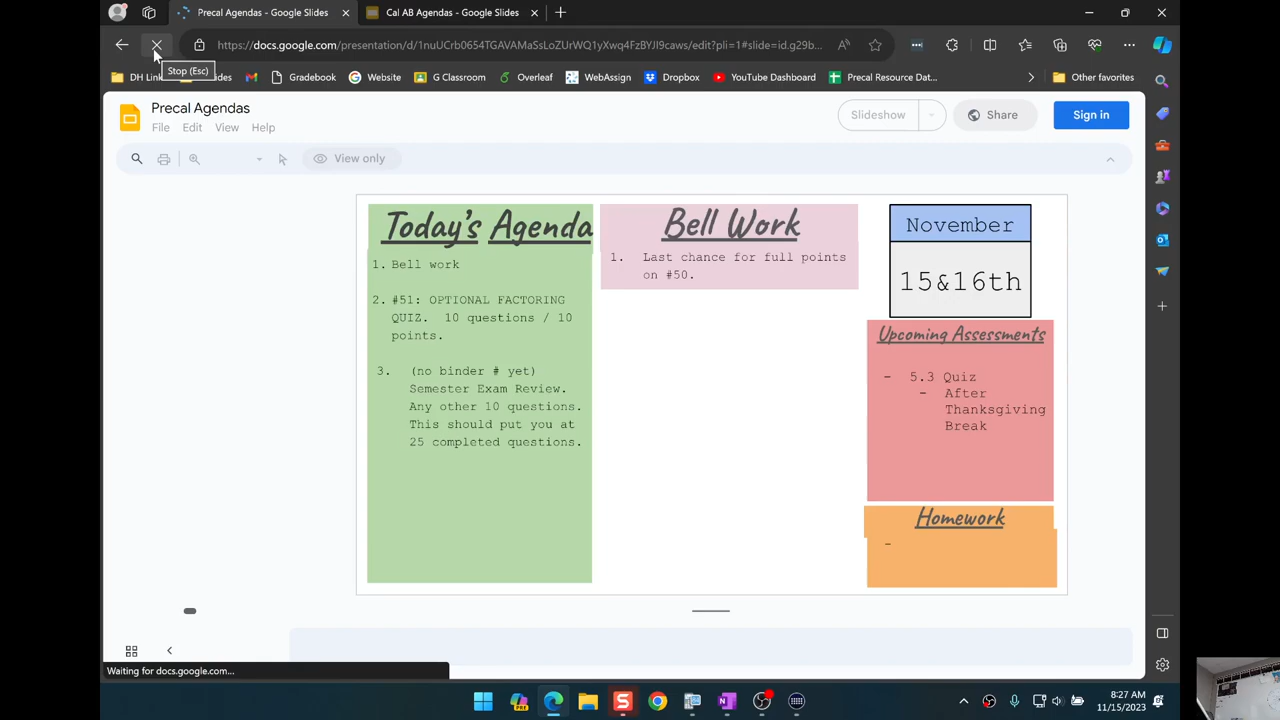 Precal Agendas - Google Slides
Cal AB Agendas - Google Slides
https://docs.google.com/presentation/d/1nuUCrb0654TGAVAMaSsLoZUrWQ1yXwq4FzBYJI9caws/edit?pli=1#slide=id.g29b...
Stop (Esc)
DH Link
Gradebook
Website
G Classroom
Overleaf
WebAssign
Dropbox
YouTube Dashboard
Precal Resource Dat...
Other favorites
Precal Agendas
File Edit View Help
Slideshow
Share
Sign in
View only
Today's Agenda
1. Bell work
2. #51: OPTIONAL FACTORING
QUIZ. 10 questions / 10
points.
3. (no binder # yet)
Semester Exam Review.
Any other 10 questions.
This should put you at
25 completed questions.
Bell Work
1. Last chance for full points
on #50.
November
15&16th
Upcoming Assessments
- 5.3 Quiz
- After
Thanksgiving
Break
Homework
-
Waiting for docs.google.com...
8:27 AM
11/15/2023